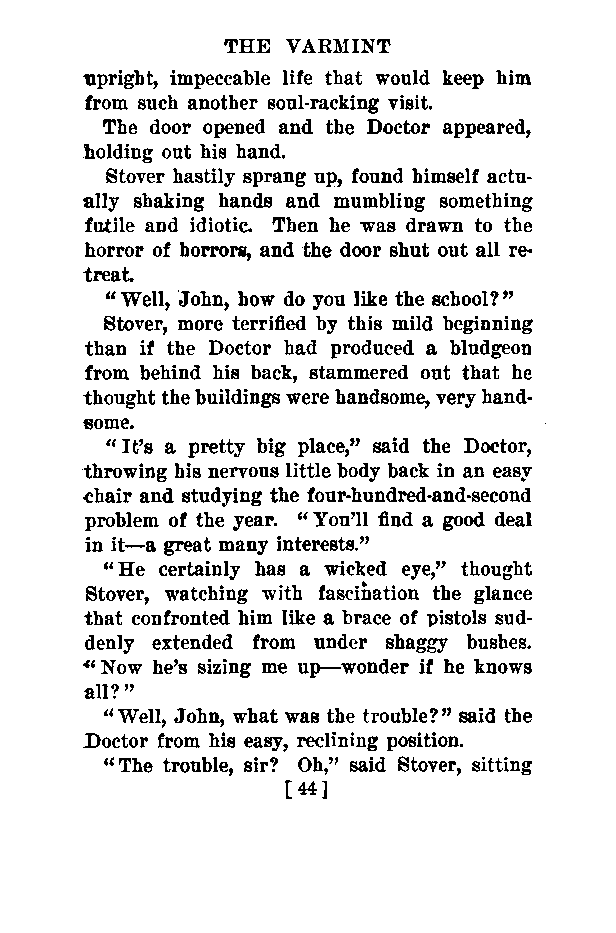 THE VARMINT
upright, impeccable life that would keep him
from such another soul-racking visit.
The door opened and the Doctor appeared,
holding out his hand.
Stover hastily sprang up, found himself actu-
ally shaking hands and mumbling something
futile and idiotic. Then he was drawn to the
horror of horrors, and the door shut out all re-
treat.
“Well, John, how do you like the school?”
Stover, more terrified by this mild beginning
than if the Doctor had produced a bludgeon
from behind his back, stammered out that he
thought the buildings were handsome, very hand-
some.
“It’s a pretty big place,” said the Doctor,
throwing his nervous little body back in an easy
chair and studying the four-hundred-and-second
problem of the year. “You’ll find a good deal
in it—a great many interests.”
“He certainly has a wicked eye,” thought
Stover, watching with fascination the glance
that confronted him like a brace of pistols sud-
denly extended from under shaggy bushes.
“Now he’s sizing me up—wonder if he knows
all?”
“Well, John, what was the trouble?” said the
Doctor from his easy, reclining position.
“The trouble, sir? Oh,” said Stover, sitting
[44]